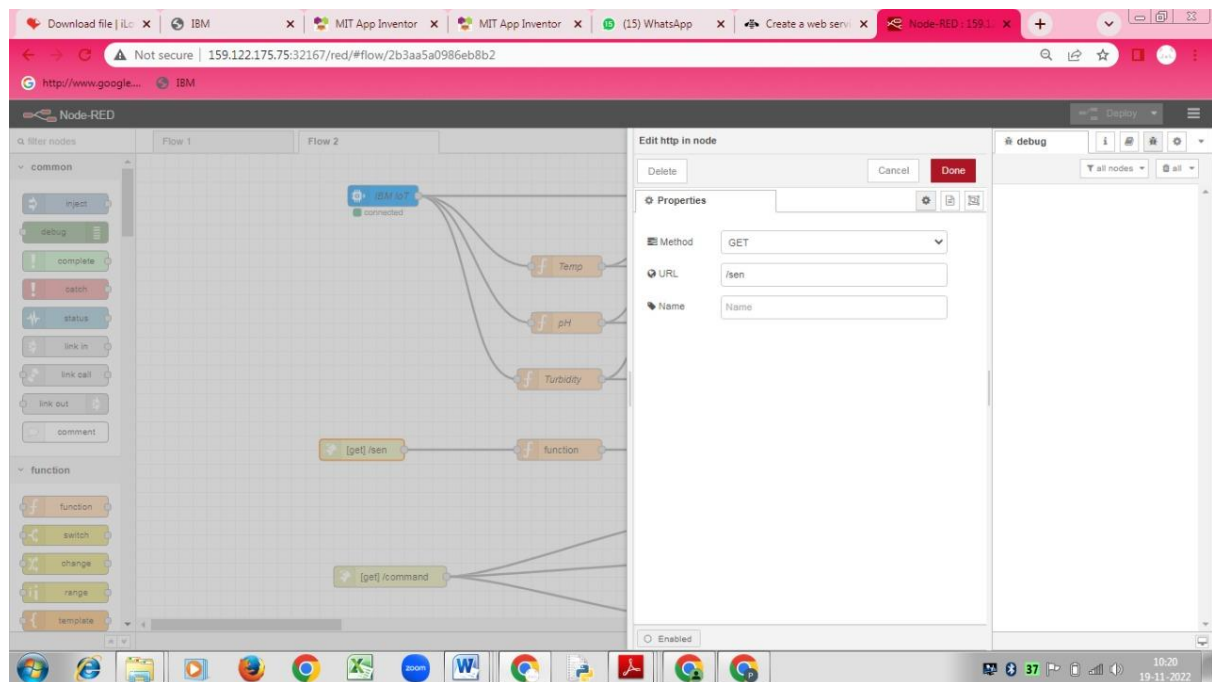 Download file | iLo
IBM
MIT App Inventor
MIT App Inventor
(15) WhatsApp
Create a web servi
Node-RED : 159.1
Not secure | 159.122.175.75:32167/red/#flow/2b3aa5a0986eb8b2
http://www.google....
IBM
Node-RED
Deploy
filter nodes
Flow 1
Flow 2
Edit http in node
debug
i
common
Delete
Cancel
Done
all nodes
all
inject
IBM IoT
connected
Properties
debug
Method
GET
complete
Temp
URL
/sen
catch
Name
Name
status
pH
link in
link call
Turbidity
link out
comment
[get] /sen
function
function
function
switch
change
[get] /command
range
template
Enabled
zoom
37
10:20
19-11-2022